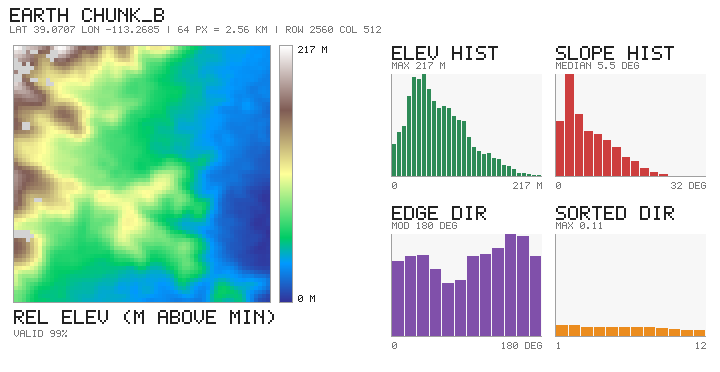 EARTH CHUNK_B
LAT 39.0707 LON -113.2685 | 64 PX = 2.56 KM | ROW 2560 COL 512
217 M
0 M
REL ELEV (M ABOVE MIN)
VALID 99%
ELEV HIST
MAX 217 M
0 217 M
SLOPE HIST
MEDIAN 5.5 DEG
0 32 DEG
EDGE DIR
MOD 180 DEG
0 180 DEG
SORTED DIR
MAX 0.11
1 12